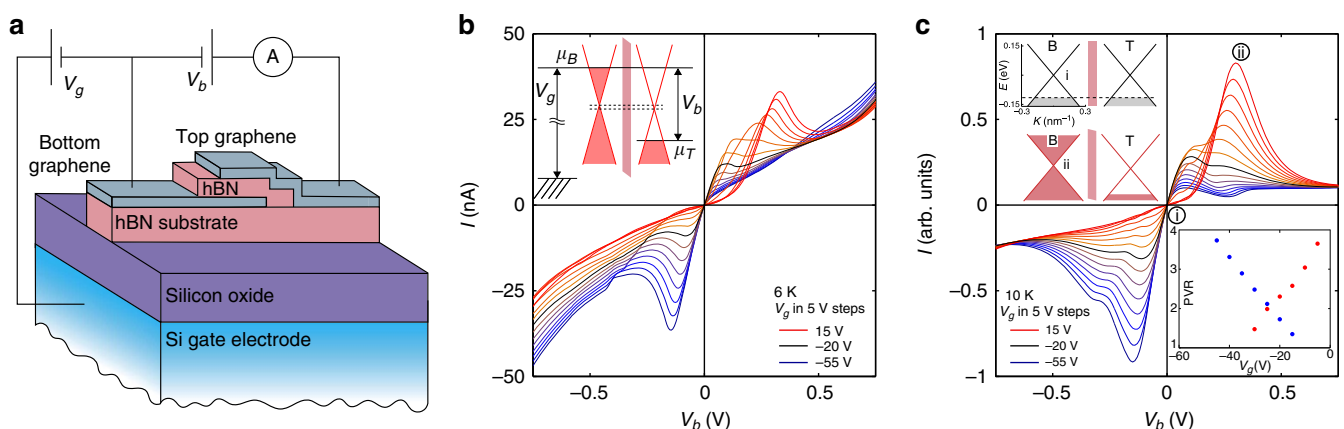 a
V_g
V_b
A
Bottom
graphene
Top graphene
hBN
hBN substrate
Silicon oxide
Si gate electrode
b
50
25
0
−25
−50
I (nA)
−0.5
0
0.5
V_b (V)
μ_B
V_g
V_b
μ_T
6 K
V_g in 5 V steps
15 V
−20 V
−55 V
c
1
0.5
0
−0.5
−1
I (arb. units)
−0.5
0
0.5
V_b (V)
0.15
E (eV)
−0.15
−0.3
0.3
K (nm⁻¹)
B
T
i
B
T
ii
ii
i
10 K
V_g in 5 V steps
15 V
−20 V
−55 V
4
3
2
1
PVR
−60
−40
−20
0
V_g(V)